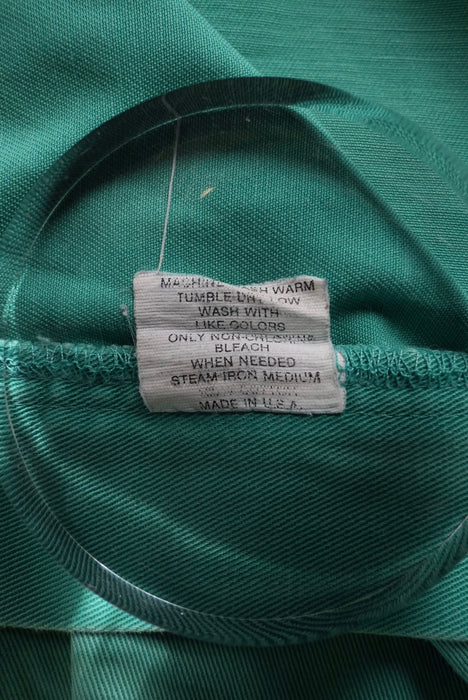 MACHINE WASH WARM
TUMBLE DRY LOW
WASH WITH
LIKE COLORS
ONLY NON-CHLORINE
BLEACH
WHEN NEEDED
STEAM IRON MEDIUM
MADE IN U.S.A.